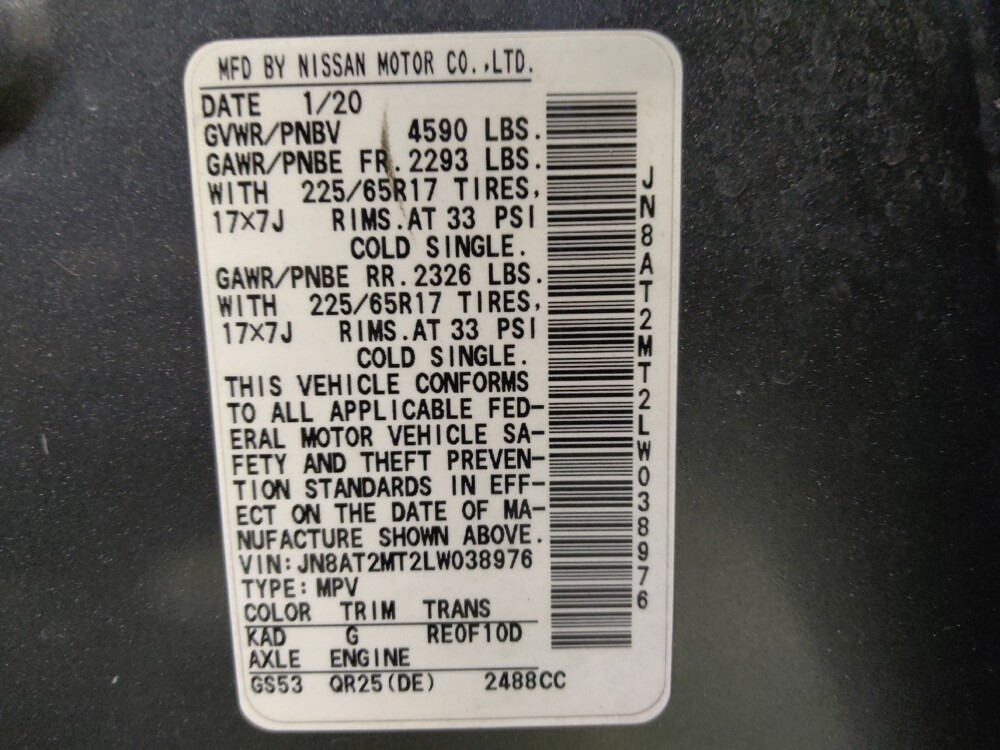 MFD BY NISSAN MOTOR CO.,LTD.
DATE 1/20
GVWR/PNBV 4590 LBS.
GAWR/PNBE FR.2293 LBS.
WITH 225/65R17 TIRES,
17X7J RIMS.AT 33 PSI
COLD SINGLE.
GAWR/PNBE RR.2326 LBS.
WITH 225/65R17 TIRES,
17X7J RIMS.AT 33 PSI
COLD SINGLE.
THIS VEHICLE CONFORMS
TO ALL APPLICABLE FED-
ERAL MOTOR VEHICLE SA-
FETY AND THEFT PREVEN-
TION STANDARDS IN EFF-
ECT ON THE DATE OF MA-
NUFACTURE SHOWN ABOVE.
VIN:JN8AT2MT2LW038976
TYPE:MPV
COLOR TRIM TRANS
KAD G RE0F10D
AXLE ENGINE
GS53 QR25(DE) 2488CC
JN8AT2MT2LW038976